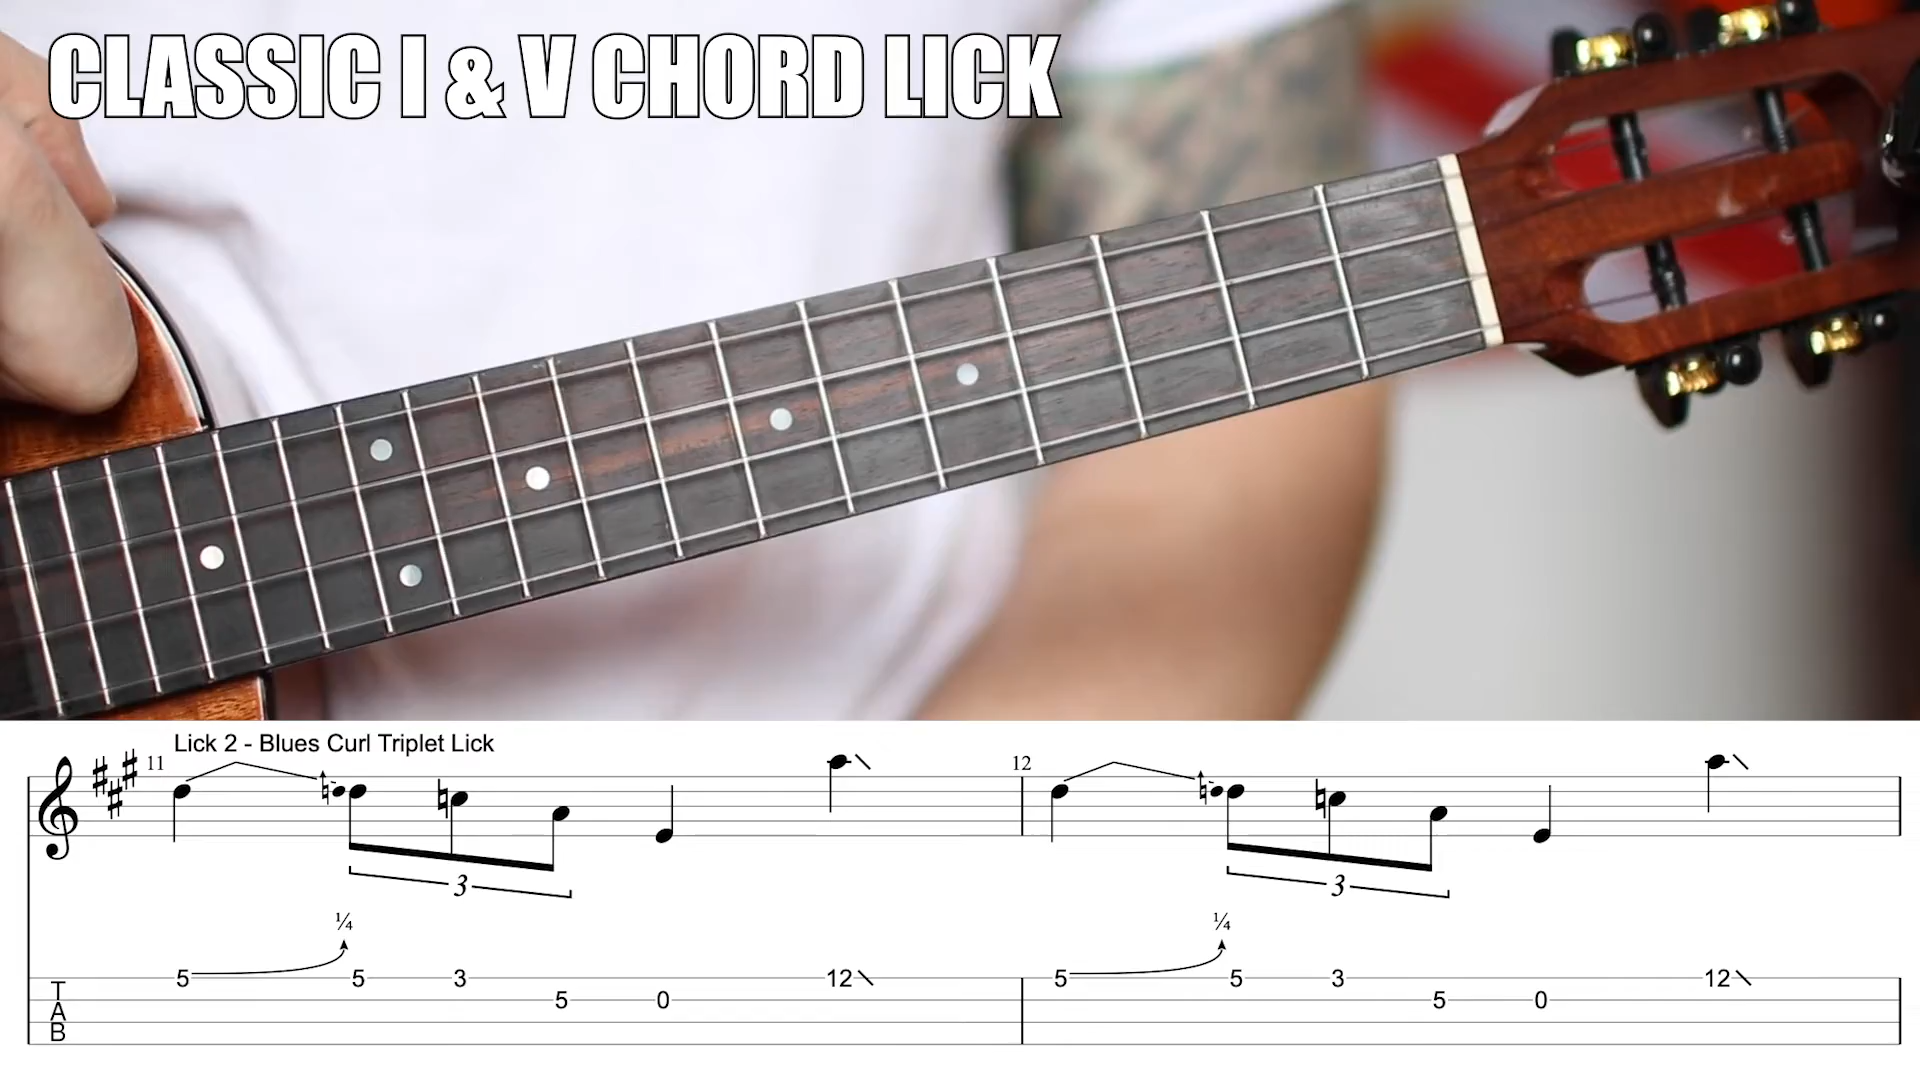 CLASSIC I & V CHORD LICK
Lick 2 - Blues Curl Triplet Lick
11 12
3 3
¼ ¼
T
A
B
5 5 3 12 5 5 3 12
5 0 5 0